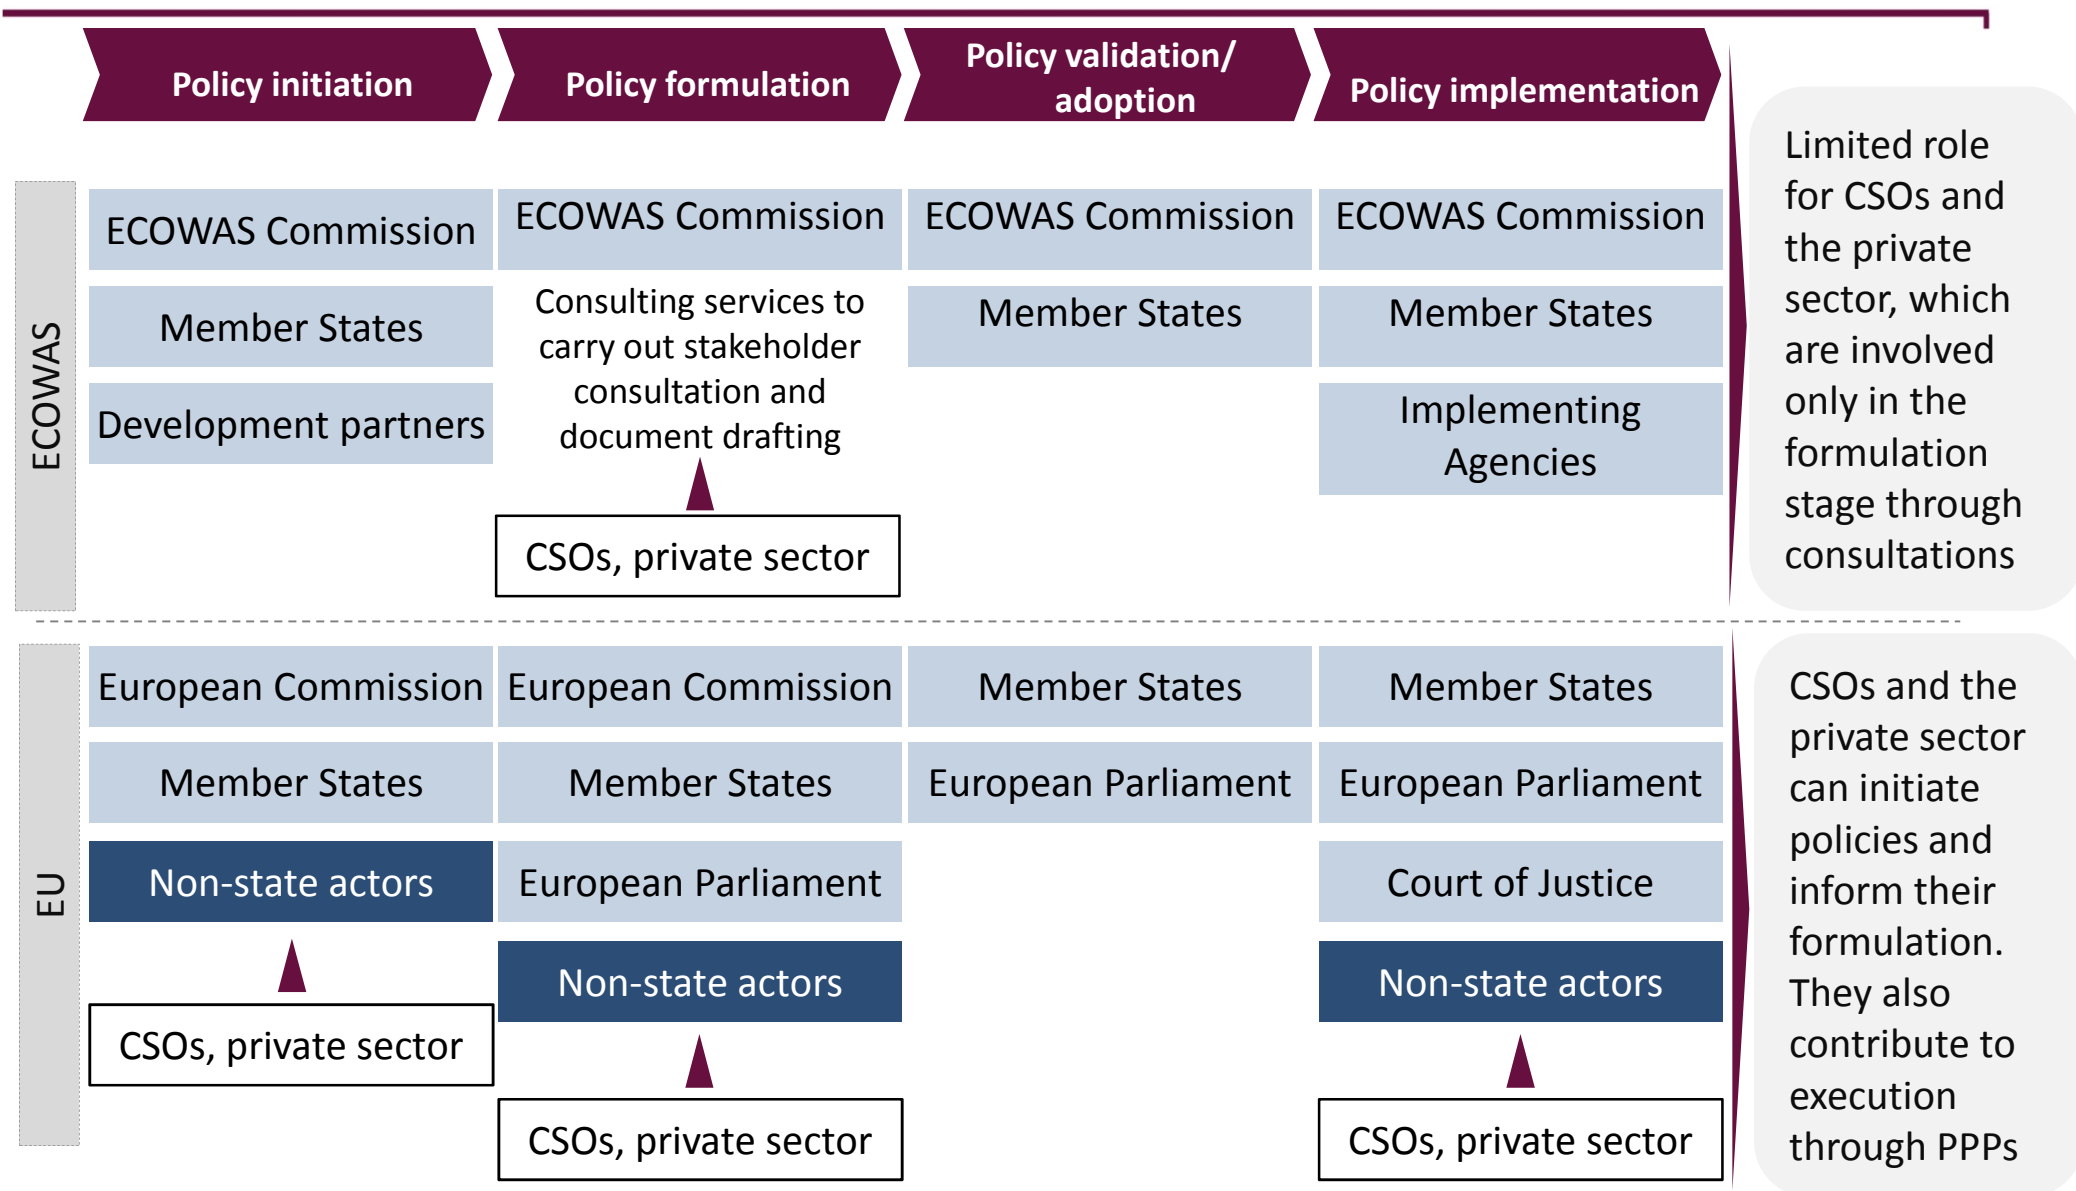 Policy initiation
Policy formulation
Policy validation/
adoption
Policy implementation
ECOWAS
ECOWAS Commission
Member States
Development partners
ECOWAS Commission
Consulting services to
carry out stakeholder
consultation and
document drafting
CSOs, private sector
ECOWAS Commission
Member States
ECOWAS Commission
Member States
Implementing
Agencies
Limited role
for CSOs and
the private
sector, which
are involved
only in the
formulation
stage through
consultations
EU
European Commission
Member States
Non-state actors
CSOs, private sector
European Commission
Member States
European Parliament
Non-state actors
CSOs, private sector
Member States
European Parliament
Member States
European Parliament
Court of Justice
Non-state actors
CSOs, private sector
CSOs and the
private sector
can initiate
policies and
inform their
formulation.
They also
contribute to
execution
through PPPs